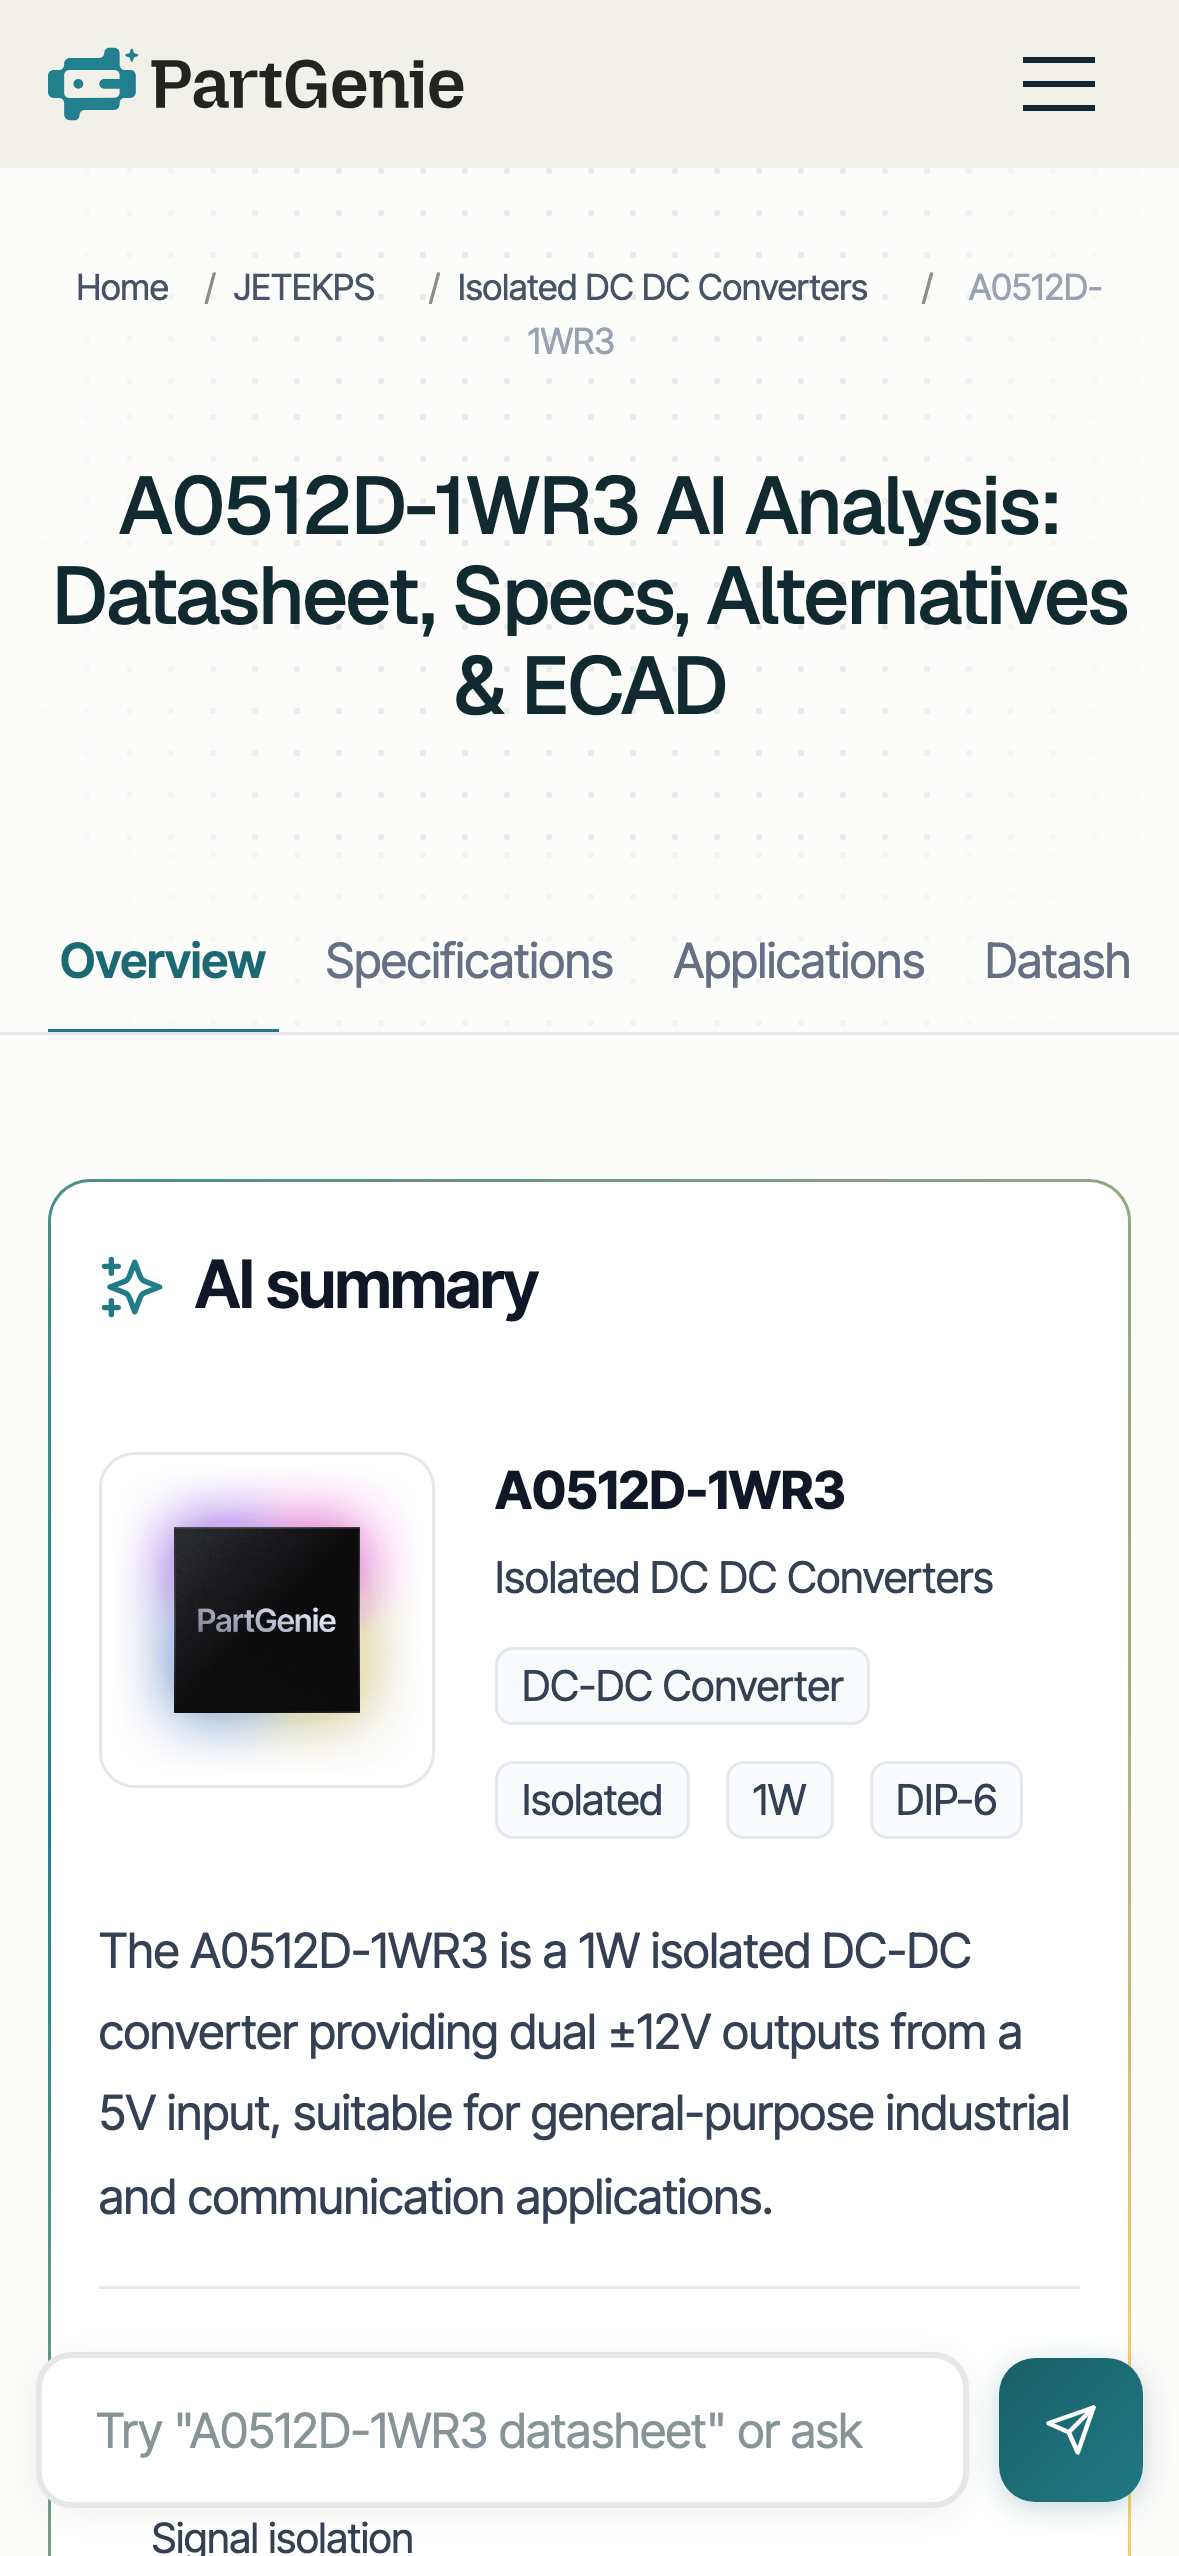 PartGenie
Home / JETEKPS / Isolated DC DC Converters / A0512D-
1WR3
A0512D-1WR3 AI Analysis:
Datasheet, Specs, Alternatives
& ECAD
Overview Specifications Applications Datash
AI summary
PartGenie
A0512D-1WR3
Isolated DC DC Converters
DC-DC Converter
Isolated 1W DIP-6
The A0512D-1WR3 is a 1W isolated DC-DC
converter providing dual ±12V outputs from a
5V input, suitable for general-purpose industrial
and communication applications.
Try "A0512D-1WR3 datasheet" or ask
Signal isolation